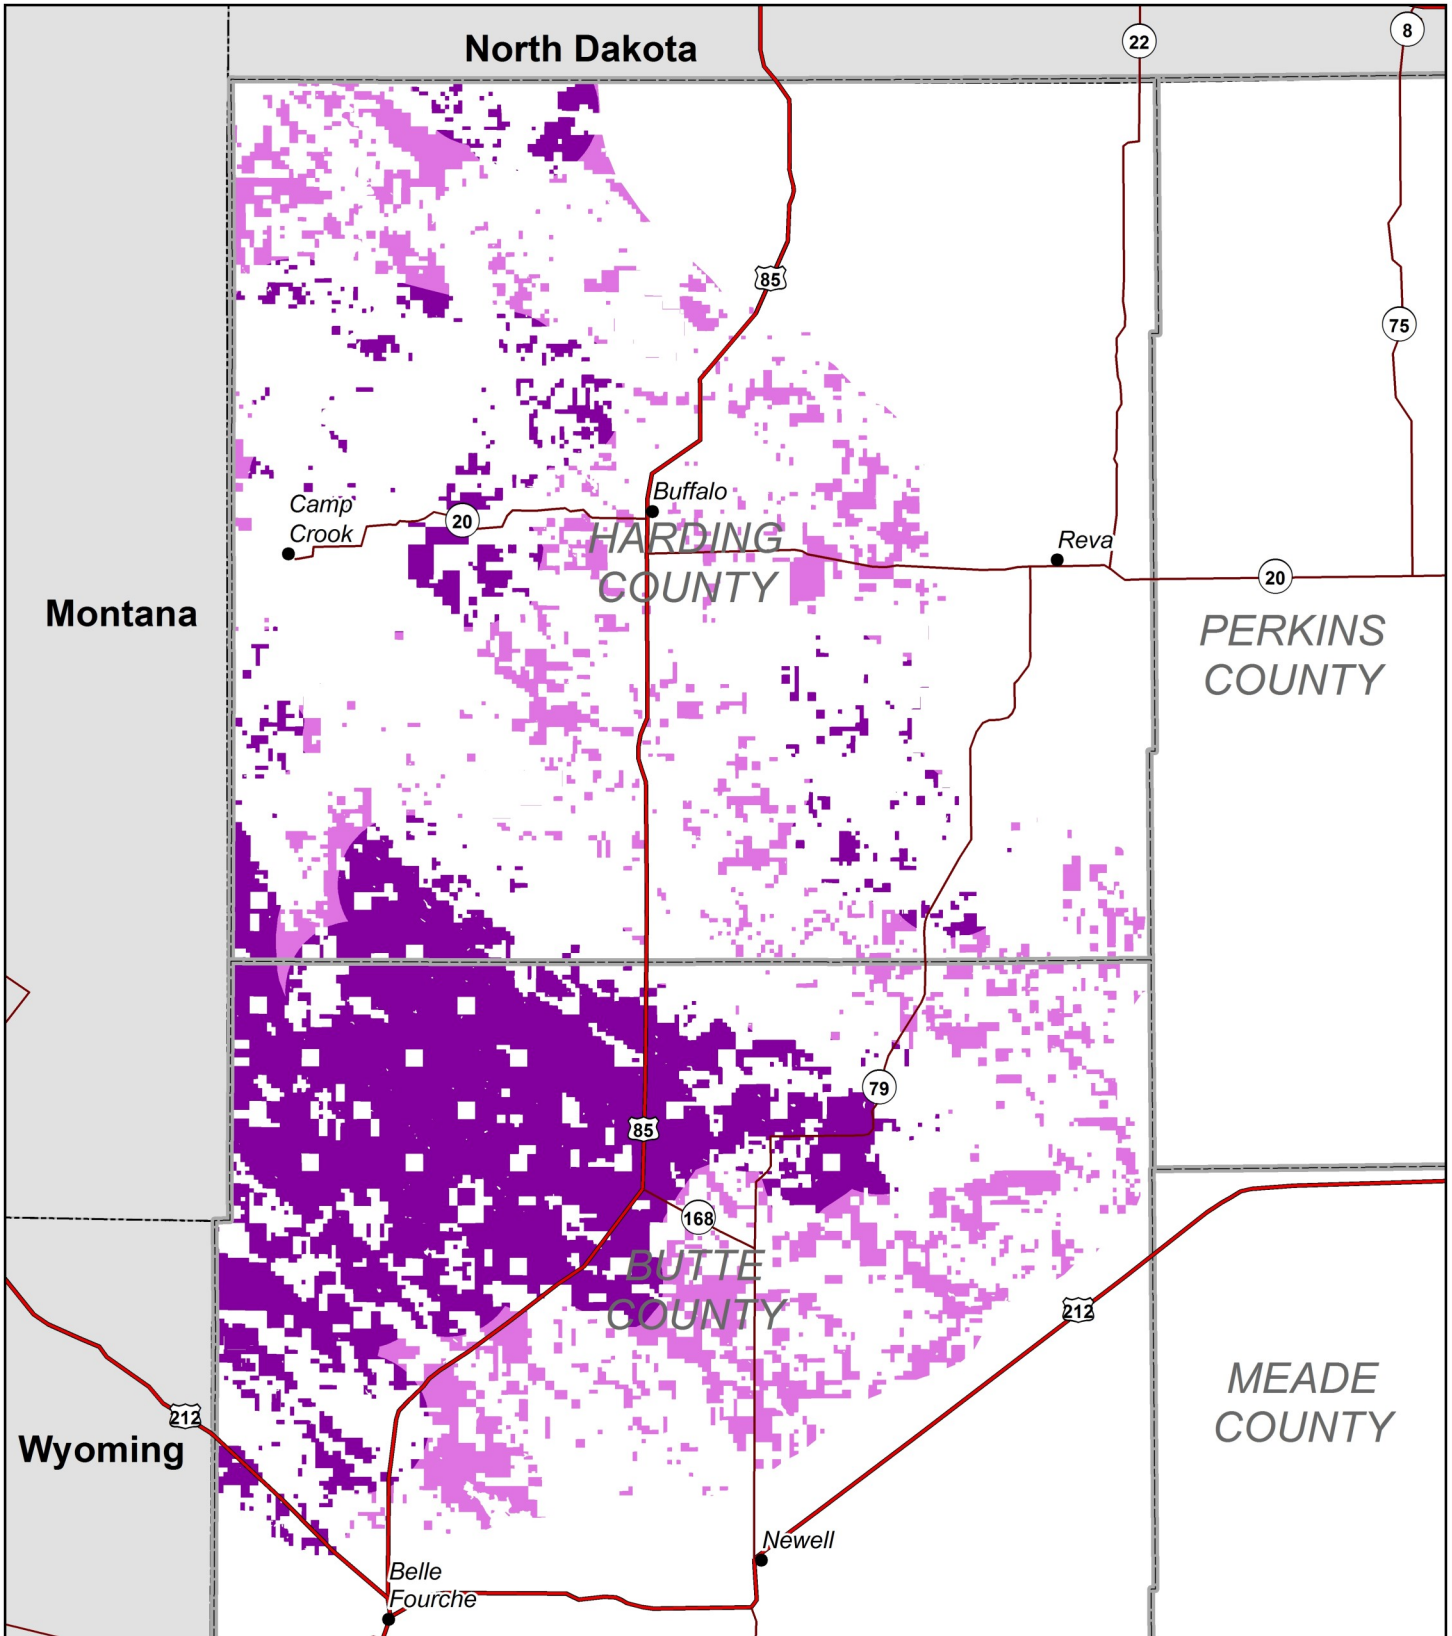 North Dakota
22
8
85
75
Buffalo
Camp
Crook
20
HARDING
COUNTY
Reva
20
Montana
PERKINS
COUNTY
79
85
168
BUTTE
COUNTY
212
MEADE
COUNTY
212
Wyoming
Newell
Belle
Fourche